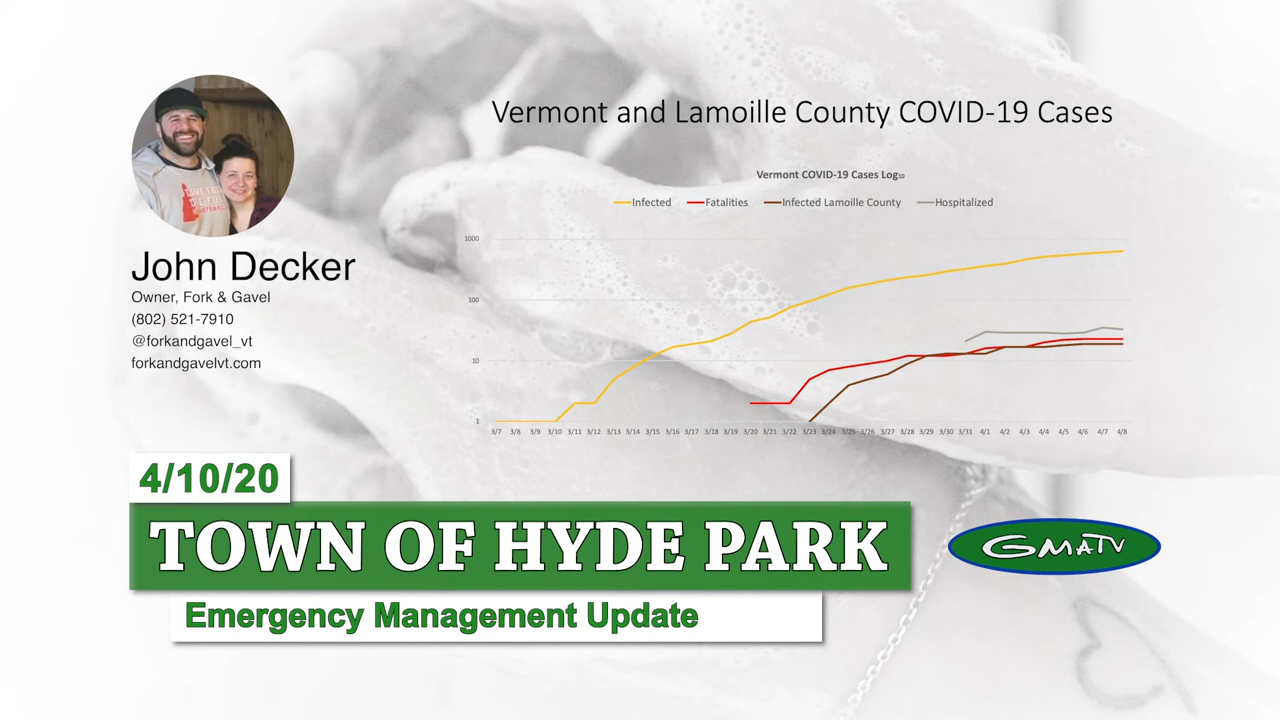 John Decker
Owner, Fork & Gavel
(802) 521-7910
@forkandgavel_vt
forkandgavelvt.com
Vermont and Lamoille County COVID-19 Cases
Vermont COVID-19 Cases Log10
Infected Fatalities Infected Lamoille County Hospitalized
1000
100
10
1
3/7 3/8 3/9 3/10 3/11 3/12 3/13 3/14 3/15 3/16 3/17 3/18 3/19 3/20 3/21 3/22 3/23 3/24 3/25 3/26 3/27 3/28 3/29 3/30 3/31 4/1 4/2 4/3 4/4 4/5 4/6 4/7 4/8
4/10/20
TOWN OF HYDE PARK
GMATV
Emergency Management Update